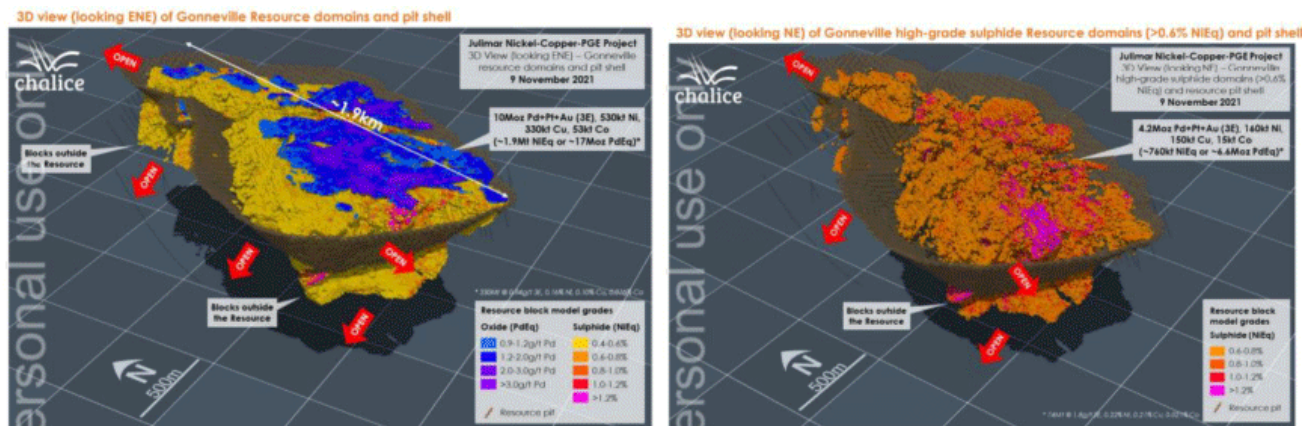 3D view (looking ENE) of Gonneville Resource domains and pit shell
chalice
ersonal use only
OPEN
Julimar Nickel-Copper-PGE Project
3D View (looking ENE) – Gonneville
resource domains and pit shell
9 November 2021
~1.9km
10Moz Pd+Pt+Au (3E), 530kt Ni,
330kt Cu, 53kt Co
(~1.9Mt NiEq or ~17Moz PdEq)*
Blocks outside
the Resource
OPEN
OPEN
OPEN
OPEN
Blocks outside
the Resource
N
500m
Resource block model grades
Oxide (PdEq) Sulphide (NiEq)
0.9-1.2g/t Pd 0.4-0.6%
1.2-2.0g/t Pd 0.6-0.8%
2.0-3.0g/t Pd 0.8-1.0%
>3.0g/t Pd 1.0-1.2%
>1.2%
Resource pit
3D view (looking NE) of Gonneville high-grade sulphide Resource domains (>0.6% NiEq) and pit shell
chalice
ersonal use only
OPEN
Julimar Nickel-Copper-PGE Project
3D View (looking NE) – Gonneville
high-grade sulphide domains (>0.6%
NiEq) and resource pit shell
9 November 2021
4.2Moz Pd+Pt+Au (3E), 160kt Ni,
150kt Cu, 15kt Co
(~760kt NiEq or ~6.6Moz PdEq)*
OPEN
OPEN
OPEN
Blocks outside
the Resource
N
500m
Resource block
model grades
Sulphide (NiEq)
0.6-0.8%
0.8-1.0%
1.0-1.2%
>1.2%
Resource pit